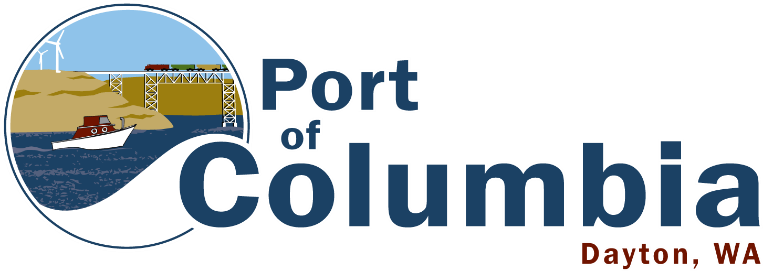 Port
of
Columbia
Dayton, WA